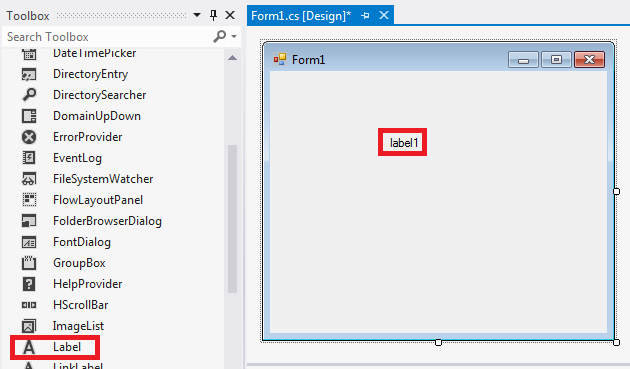 Toolbox
Search Toolbox
DateTimePicker
DirectoryEntry
DirectorySearcher
DomainUpDown
ErrorProvider
EventLog
FileSystemWatcher
FlowLayoutPanel
FolderBrowserDialog
FontDialog
GroupBox
HelpProvider
HScrollBar
ImageList
Label
LinkLabel
Form1.cs [Design]*
Form1
label1